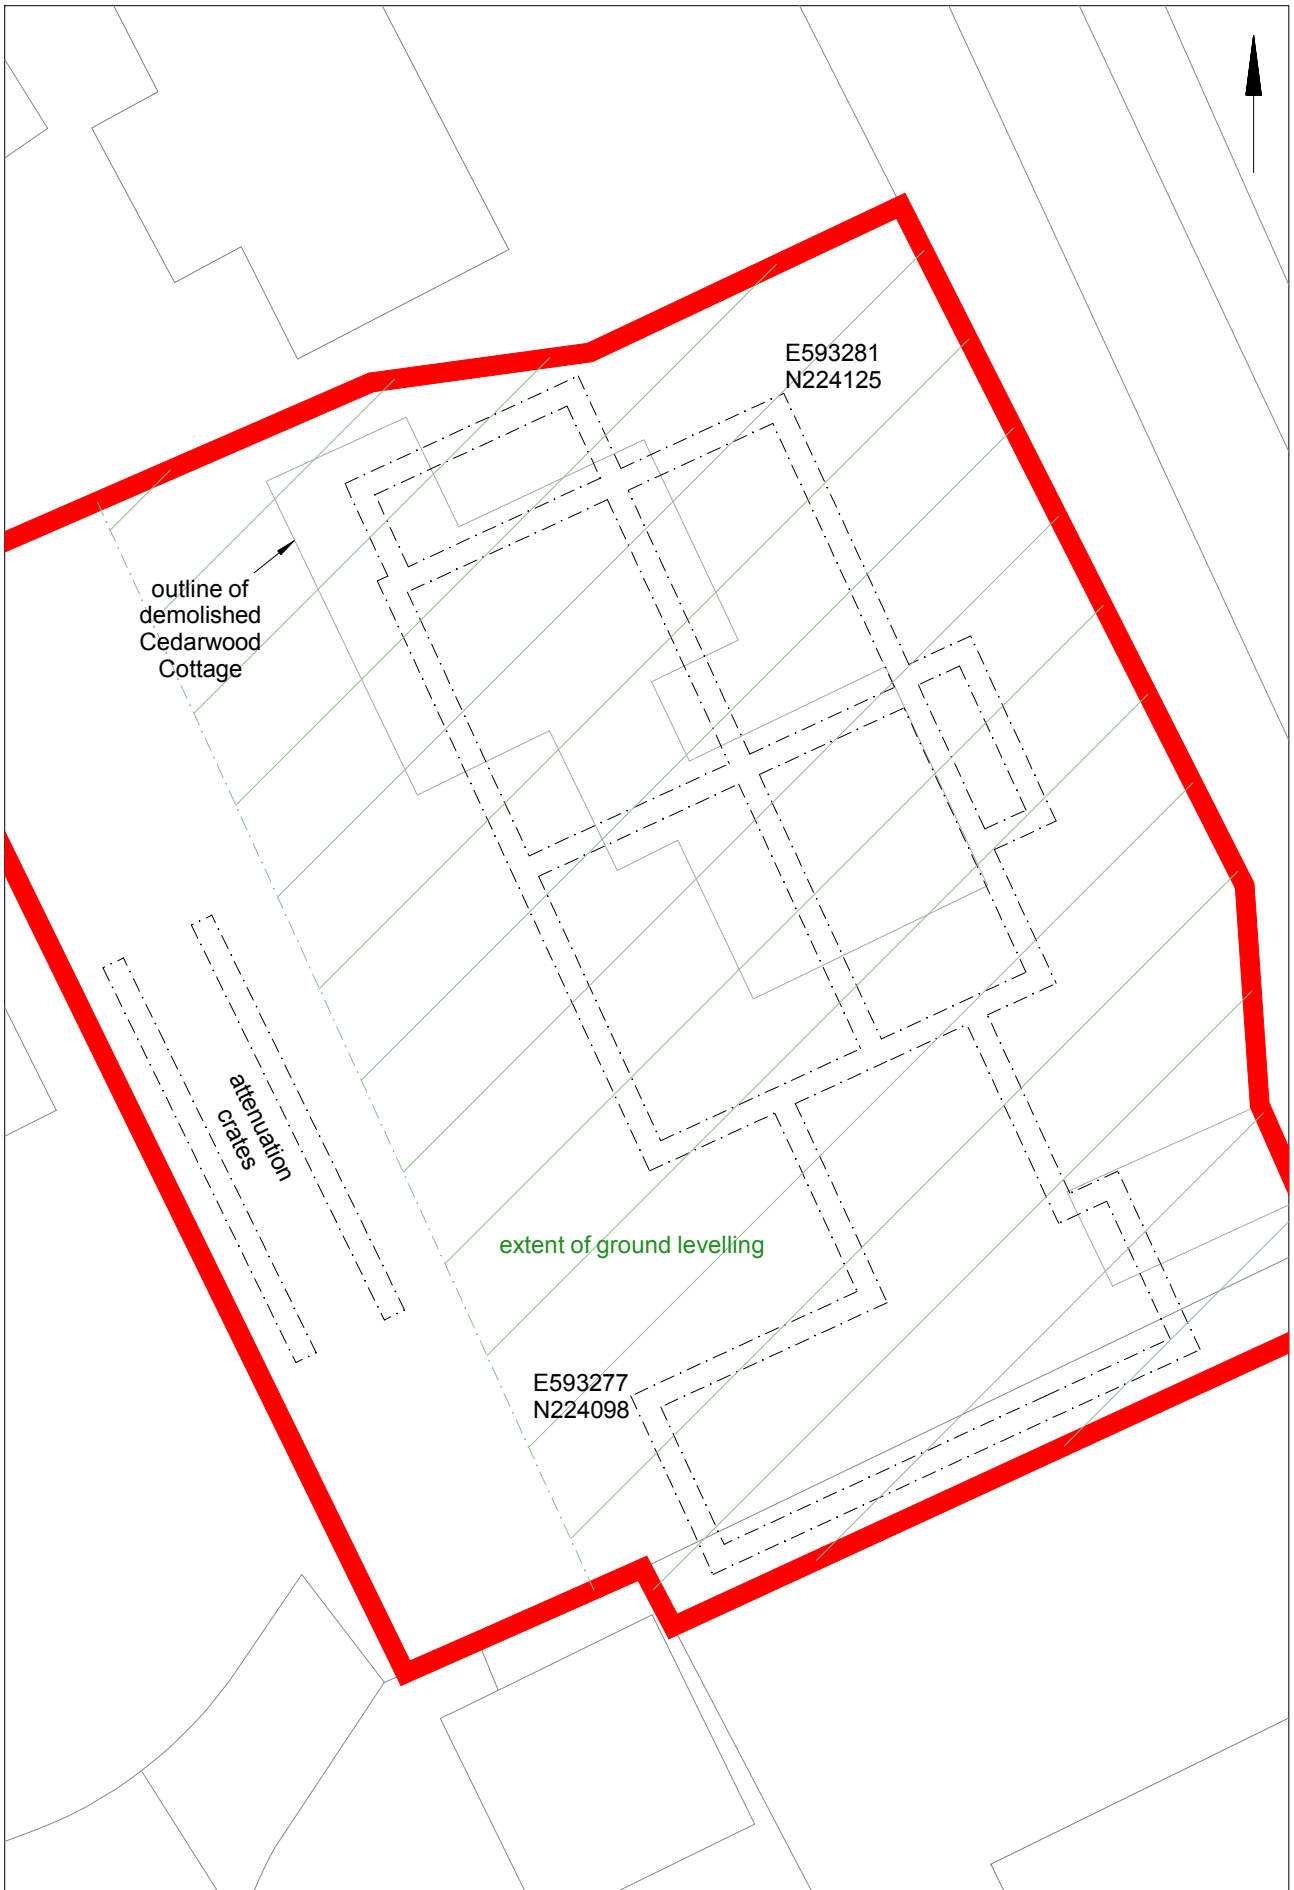 E593281
N224125
outline of
demolished
Cedarwood
Cottage
attenuation
crates
extent of ground levelling
E593277
N224098